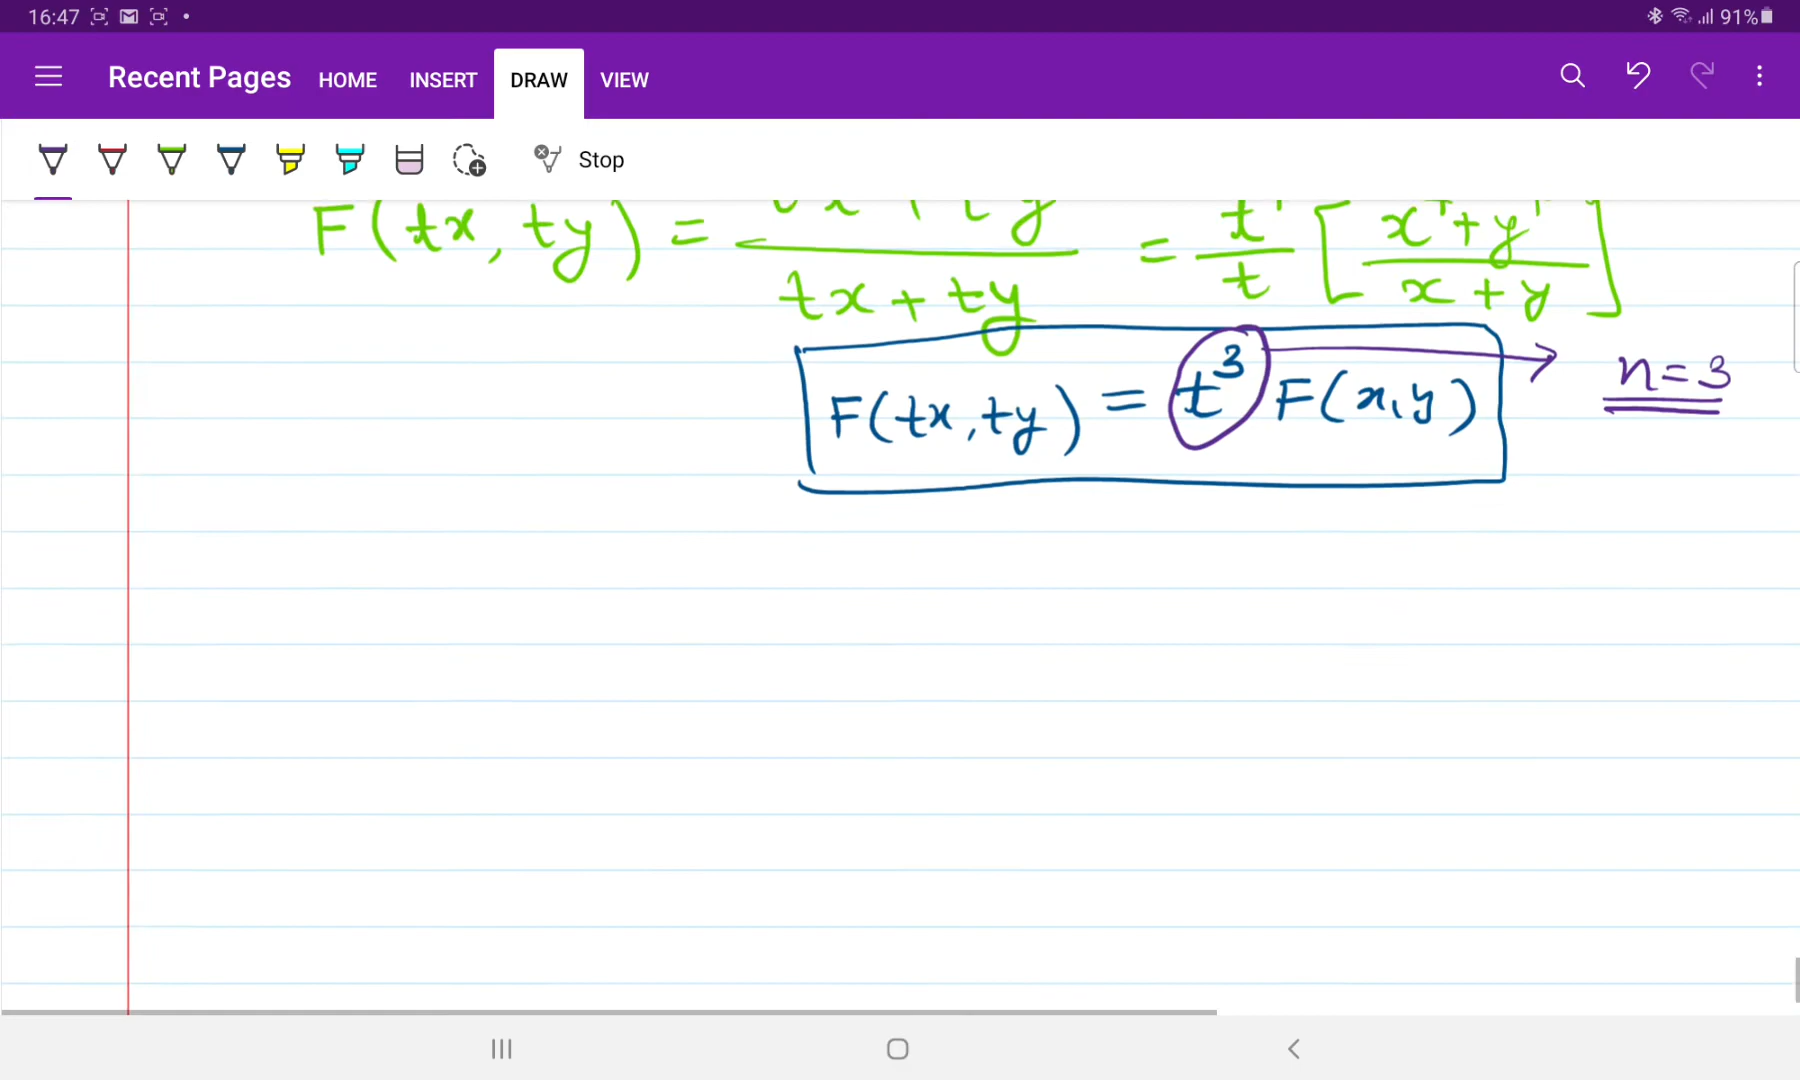 16:47 91%
Recent Pages HOME INSERT DRAW VIEW
Stop
F(tx, ty) = / tx + ty = t/t [x + y / x + y]
F(tx, ty) = t³ F(x, y)
n = 3